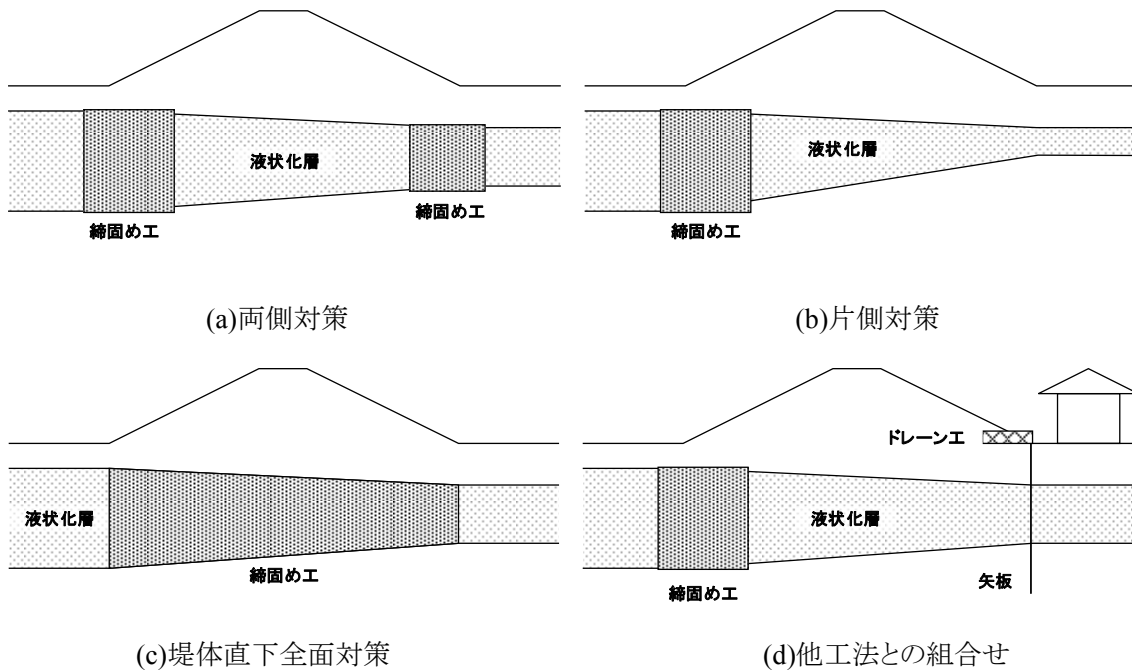 液状化層
締固め工
締固め工
(a)両側対策
液状化層
締固め工
(b)片側対策
液状化層
締固め工
(c)堤体直下全面対策
ドレーン工
液状化層
締固め工
矢板
(d)他工法との組合せ